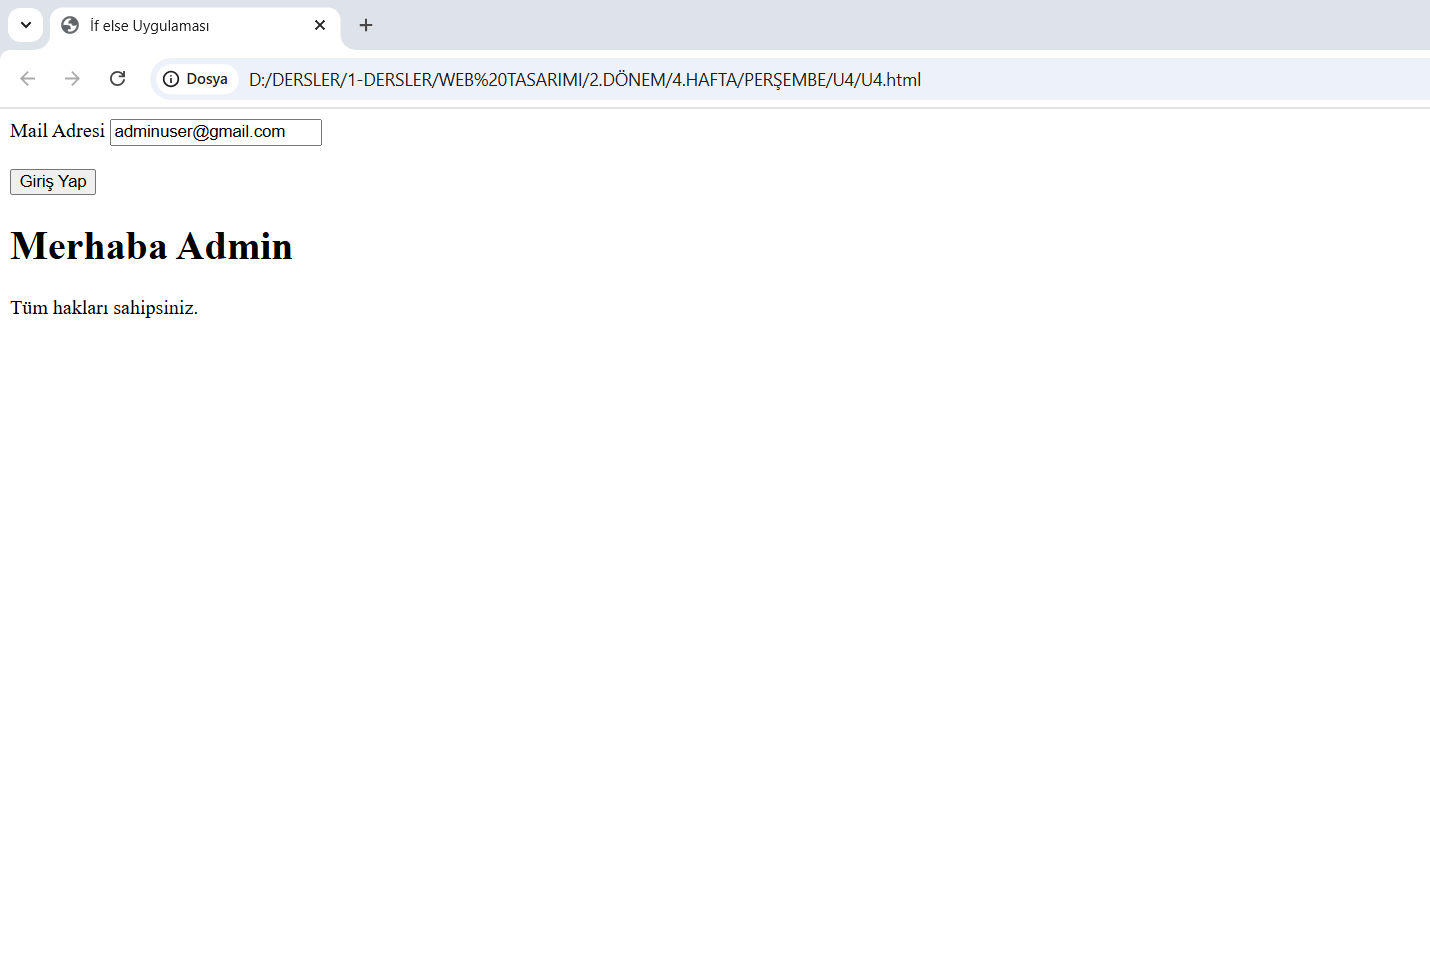 İf else Uygulaması
Dosya D:/DERSLER/1-DERSLER/WEB%20TASARIMI/2.DÖNEM/4.HAFTA/PERŞEMBE/U4/U4.html
Mail Adresi adminuser@gmail.com
Giriş Yap
Merhaba Admin
Tüm hakları sahipsiniz.